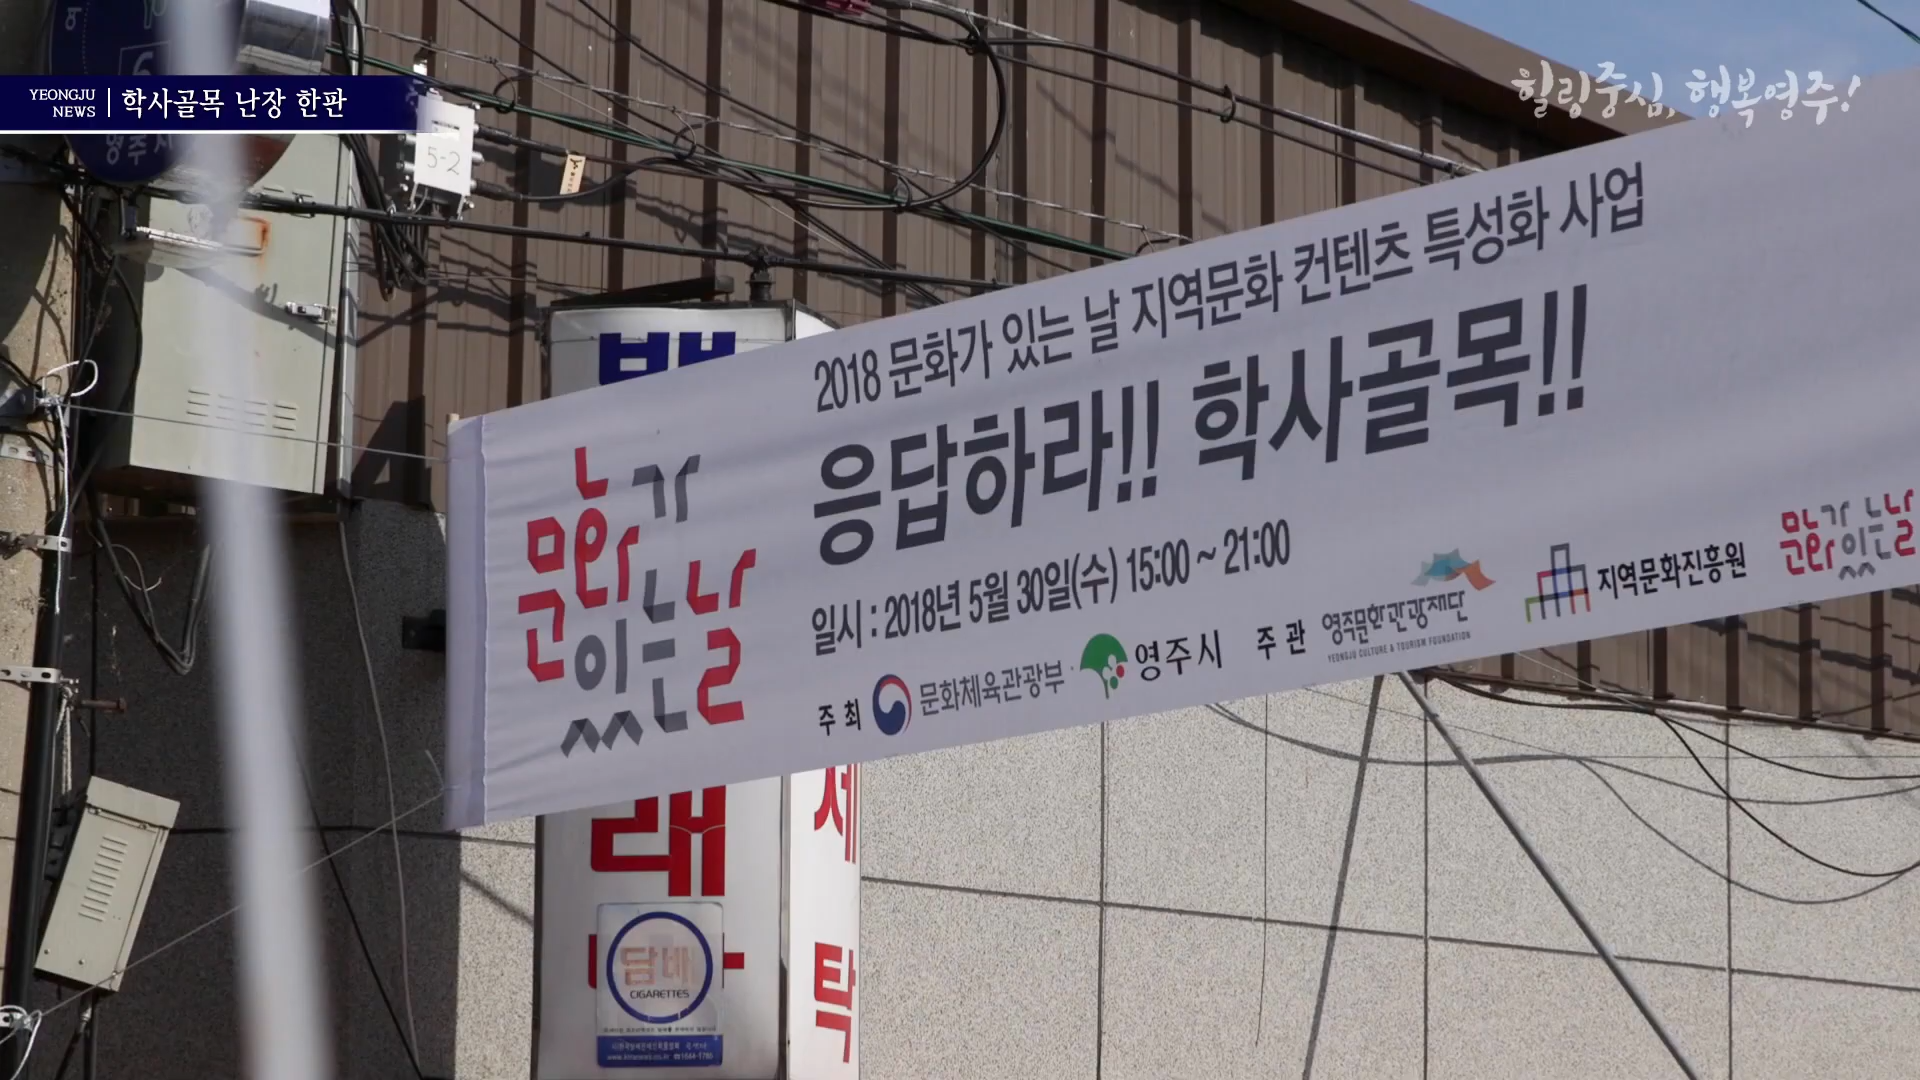 YEONGJU
NEWS
학사골목 난장 한판
힐링중심, 행복영주!
5-2
2018 문화가 있는 날 지역문화 컨텐츠 특성화 사업
응답하라!! 학사골목!!
일시 : 2018년 5월 30일(수) 15:00 ~ 21:00
주최 문화체육관광부 · 영주시 주관 영주문화관광재단 지역문화진흥원
YEONGJU CULTURE & TOURISM FOUNDATION
문화가
있는날
문화가
있는날
래
세
탁
담배
CIGARETTES